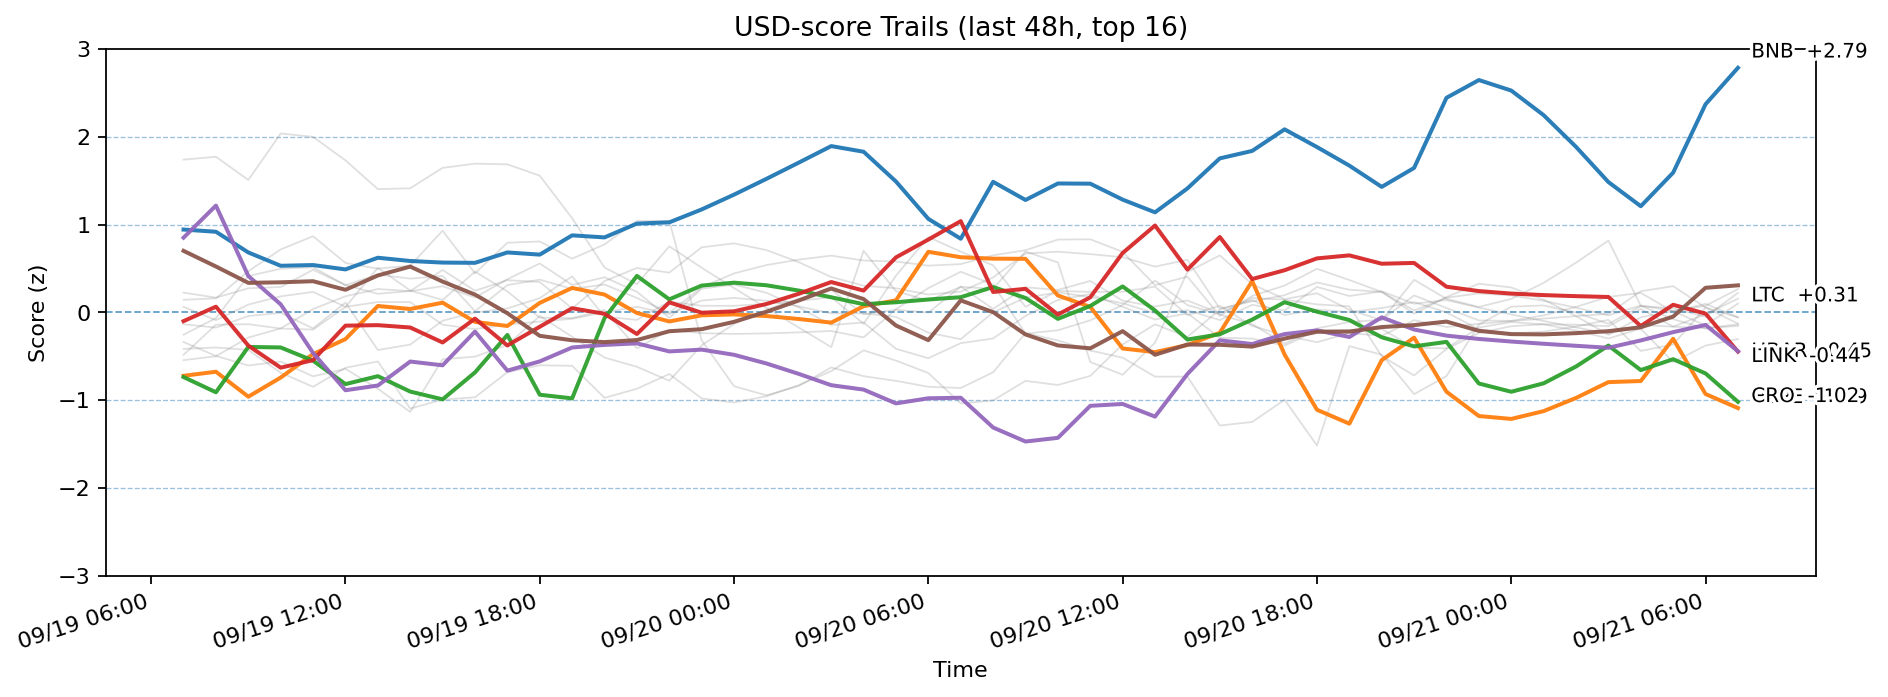 USD-score Trails (last 48h, top 16)
Score (z)
3
2
1
0
−1
−2
−3
BNB +2.79
LTC +0.31
LINK -0.44
CRO -1.02
09/19 06:00
09/19 12:00
09/19 18:00
09/20 00:00
09/20 06:00
09/20 12:00
09/20 18:00
09/21 00:00
09/21 06:00
Time